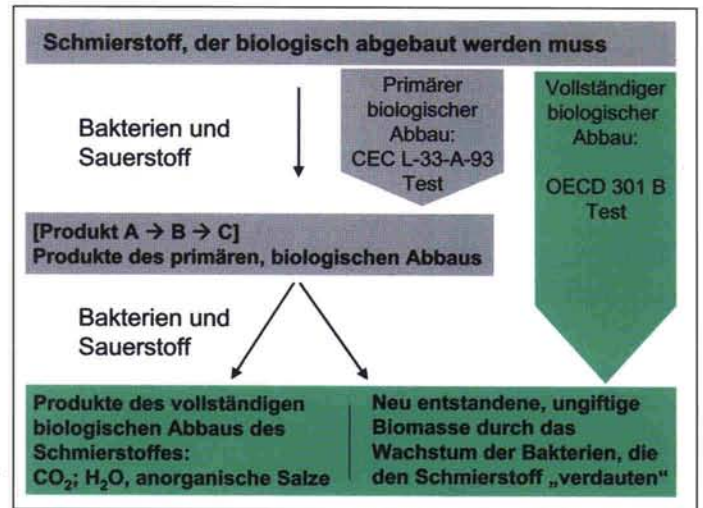 Schmierstoff, der biologisch abgebaut werden muss
Bakterien und
Sauerstoff
Primärer
biologischer
Abbau:
CEC L-33-A-93
Test
Vollständiger
biologischer
Abbau:
OECD 301 B
Test
[Produkt A → B → C]
Produkte des primären, biologischen Abbaus
Bakterien und
Sauerstoff
Produkte des vollständigen
biologischen Abbaus des
Schmierstoffes:
CO₂; H₂O, anorganische Salze
Neu entstandene, ungiftige
Biomasse durch das
Wachstum der Bakterien, die
den Schmierstoff „verdauten“